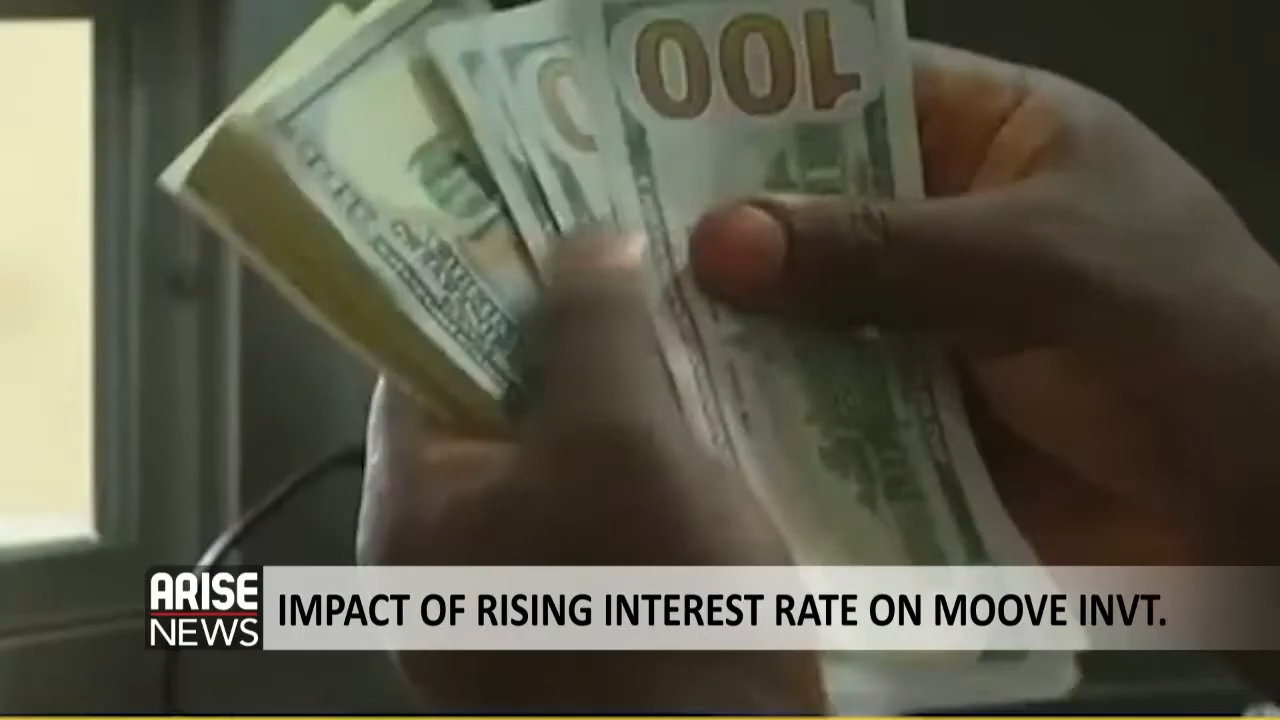 100
ARISE
NEWS
IMPACT OF RISING INTEREST RATE ON MOOVE INVT.